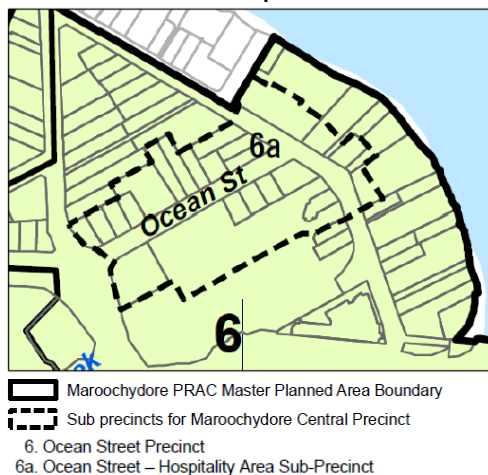 6a
Ocean St
6
ek
Maroochydore PRAC Master Planned Area Boundary
Sub precincts for Maroochydore Central Precinct
6. Ocean Street Precinct
6a. Ocean Street – Hospitality Area Sub-Precinct